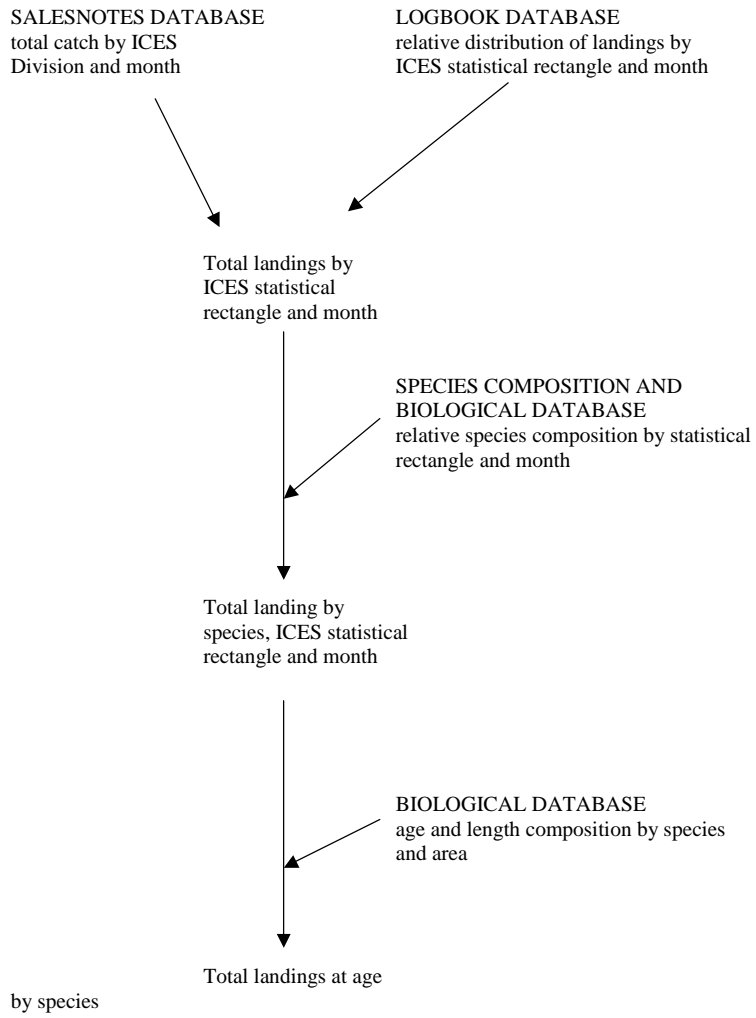 SALESNOTES DATABASE
total catch by ICES
Division and month
LOGBOOK DATABASE
relative distribution of landings by
ICES statistical rectangle and month
Total landings by
ICES statistical
rectangle and month
SPECIES COMPOSITION AND
BIOLOGICAL DATABASE
relative species composition by statistical
rectangle and month
Total landing by
species, ICES statistical
rectangle and month
BIOLOGICAL DATABASE
age and length composition by species
and area
Total landings at age
by species